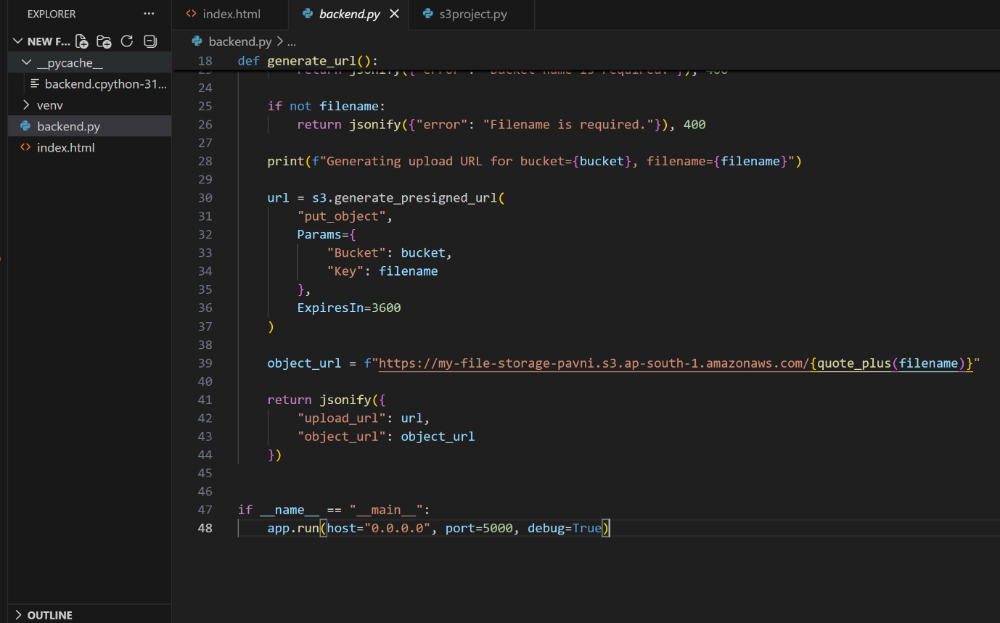 EXPLORER ...
index.html
backend.py
s3project.py
NEW F...
backend.py > ...
__pycache__
backend.cpython-31...
venv
backend.py
index.html
OUTLINE
18 def generate_url():
return jsonify({"error": "Bucket name is required."}), 400
24
25 if not filename:
26 return jsonify({"error": "Filename is required."}), 400
27
28 print(f"Generating upload URL for bucket={bucket}, filename={filename}")
29
30 url = s3.generate_presigned_url(
31 "put_object",
32 Params={
33 "Bucket": bucket,
34 "Key": filename
35 },
36 ExpiresIn=3600
37 )
38
39 object_url = f"https://my-file-storage-pavni.s3.ap-south-1.amazonaws.com/{quote_plus(filename)}"
40
41 return jsonify({
42 "upload_url": url,
43 "object_url": object_url
44 })
45
46
47 if __name__ == "__main__":
48 app.run(host="0.0.0.0", port=5000, debug=True)